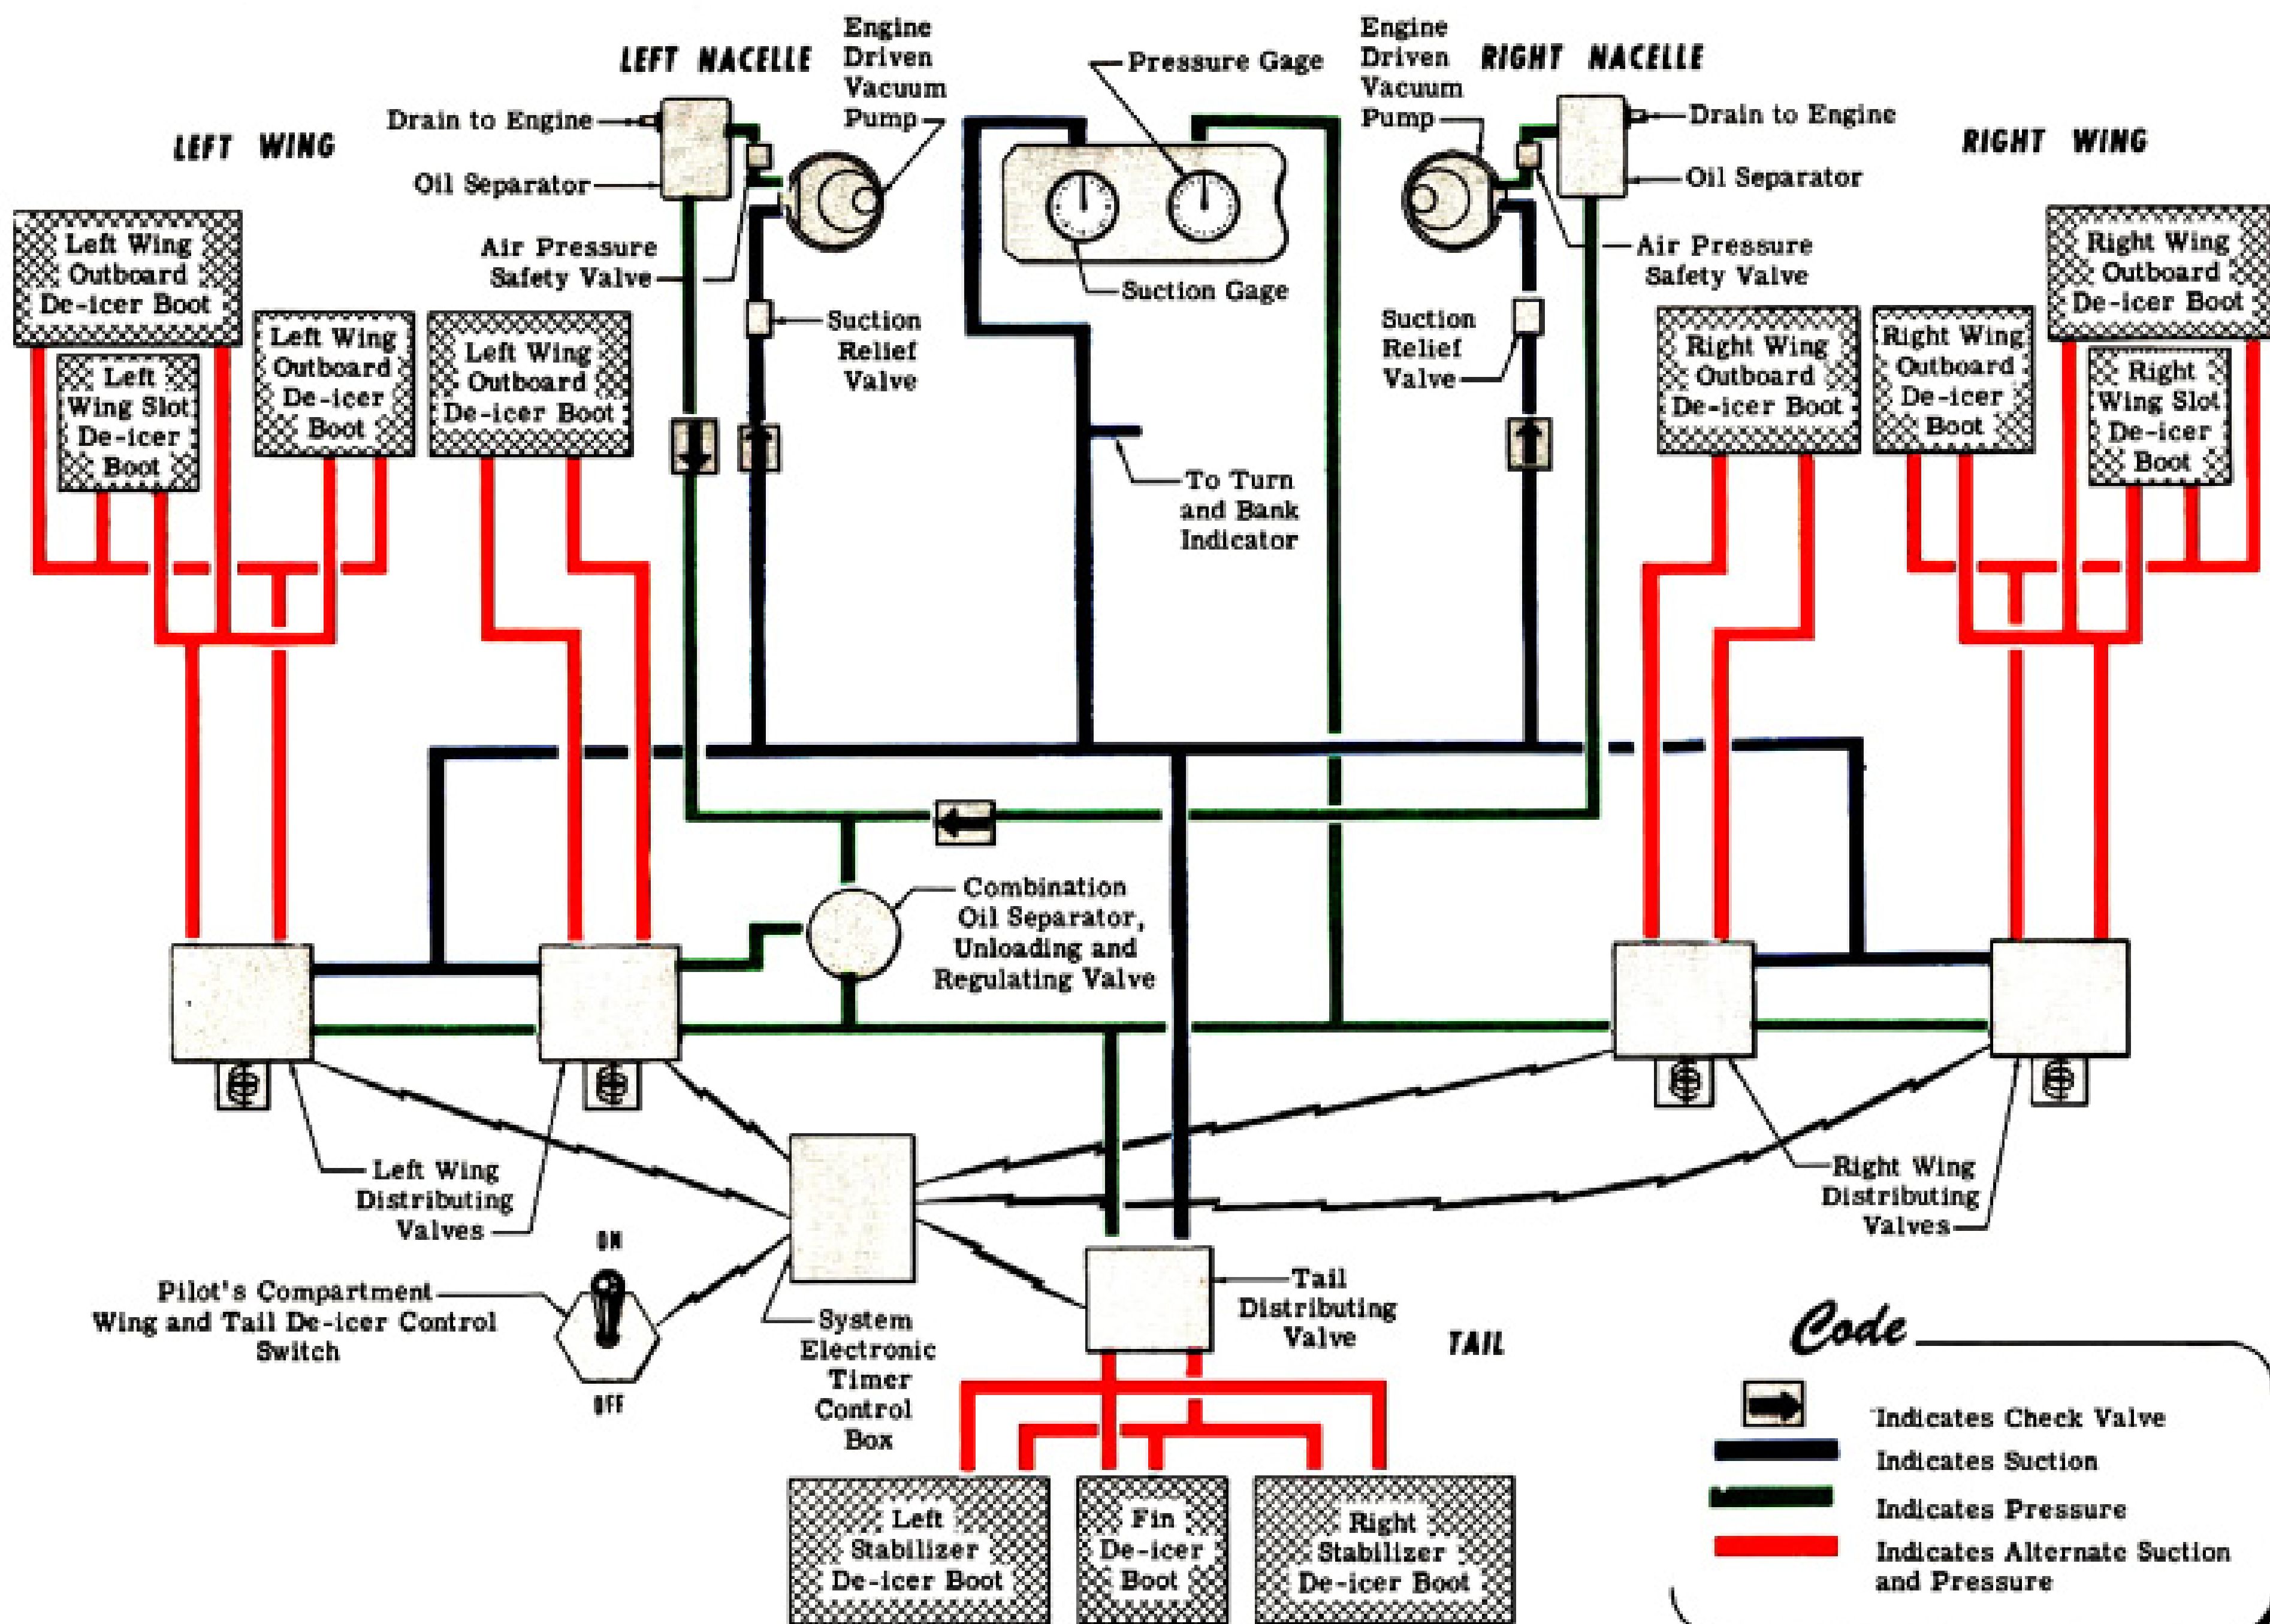 LEFT WING
LEFT NACELLE
Engine
Driven
Vacuum
Pump
Drain to Engine
Oil Separator
Air Pressure
Safety Valve
Suction
Relief
Valve
Pressure Gage
Suction Gage
To Turn
and Bank
Indicator
Engine
Driven
Vacuum
Pump
RIGHT NACELLE
Drain to Engine
Oil Separator
Air Pressure
Safety Valve
Suction
Relief
Valve
RIGHT WING
Left Wing
Outboard
De-icer Boot
Left
Wing Slot
De-icer
Boot
Left Wing
Outboard
De-icer
Boot
Left Wing
Outboard
De-icer Boot
Right Wing
Outboard
De-icer Boot
Right Wing
Outboard
De-icer
Boot
Right Wing
Outboard
De-icer Boot
Right
Wing Slot
De-icer
Boot
Combination
Oil Separator,
Unloading and
Regulating Valve
Left Wing
Distributing
Valves
Right Wing
Distributing
Valves
ON
Pilot's Compartment
Wing and Tail De-icer Control
Switch
OFF
System
Electronic
Timer
Control
Box
Tail
Distributing
Valve
TAIL
Left
Stabilizer
De-icer Boot
Fin
De-icer
Boot
Right
Stabilizer
De-icer Boot
Code
Indicates Check Valve
Indicates Suction
Indicates Pressure
Indicates Alternate Suction
and Pressure